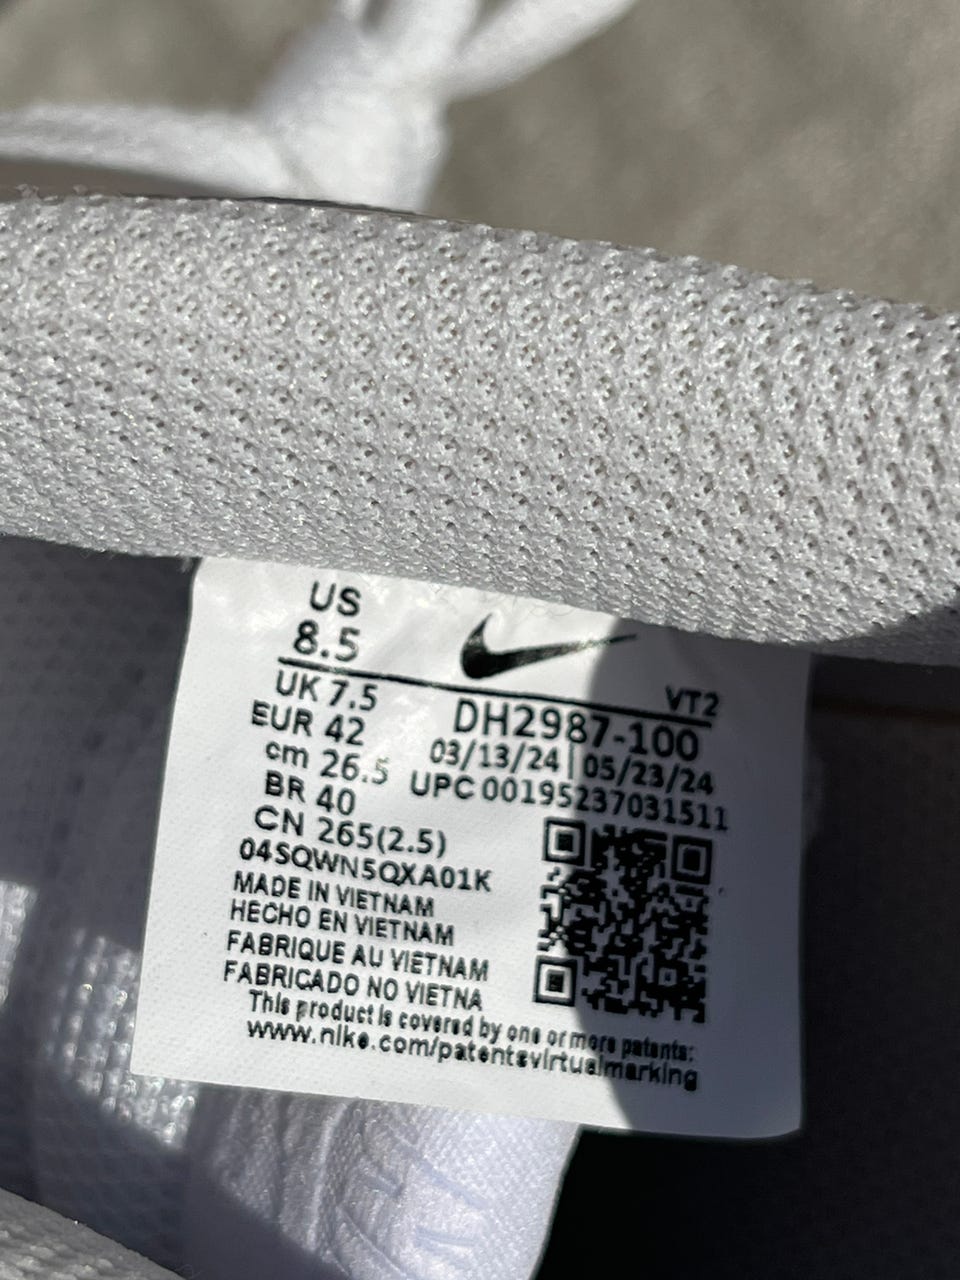 US
8.5
UK 7.5
EUR 42
cm 26.5
BR 40
CN 265(2.5)
04SQWN5QXA01K
MADE IN VIETNAM
HECHO EN VIETNAM
FABRIQUE AU VIETNAM
FABRICADO NO VIETNA
VT2
DH2987-100
03/13/24|05/23/24
UPC 00195237031511
This product is covered by one or more patents:
www.nike.com/patentsvirtualmarking